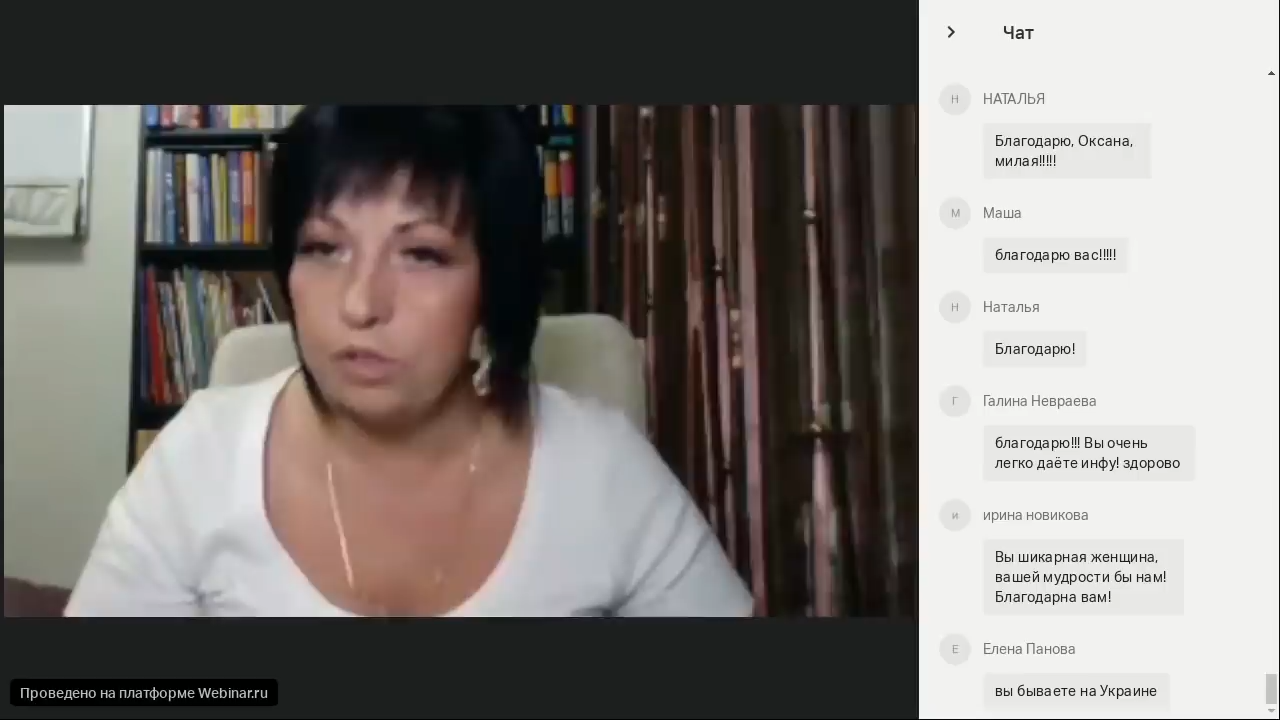 Чат
Н
НАТАЛЬЯ
Благодарю, Оксана,
милая!!!!!
М
Маша
благодарю вас!!!!!
Н
Наталья
Благодарю!
Г
Галина Невраева
благодарю!!! Вы очень
легко даёте инфу! здорово
и
ирина новикова
Вы шикарная женщина,
вашей мудрости бы нам!
Благодарна вам!
Е
Елена Панова
вы бываете на Украине
Проведено на платформе Webinar.ru